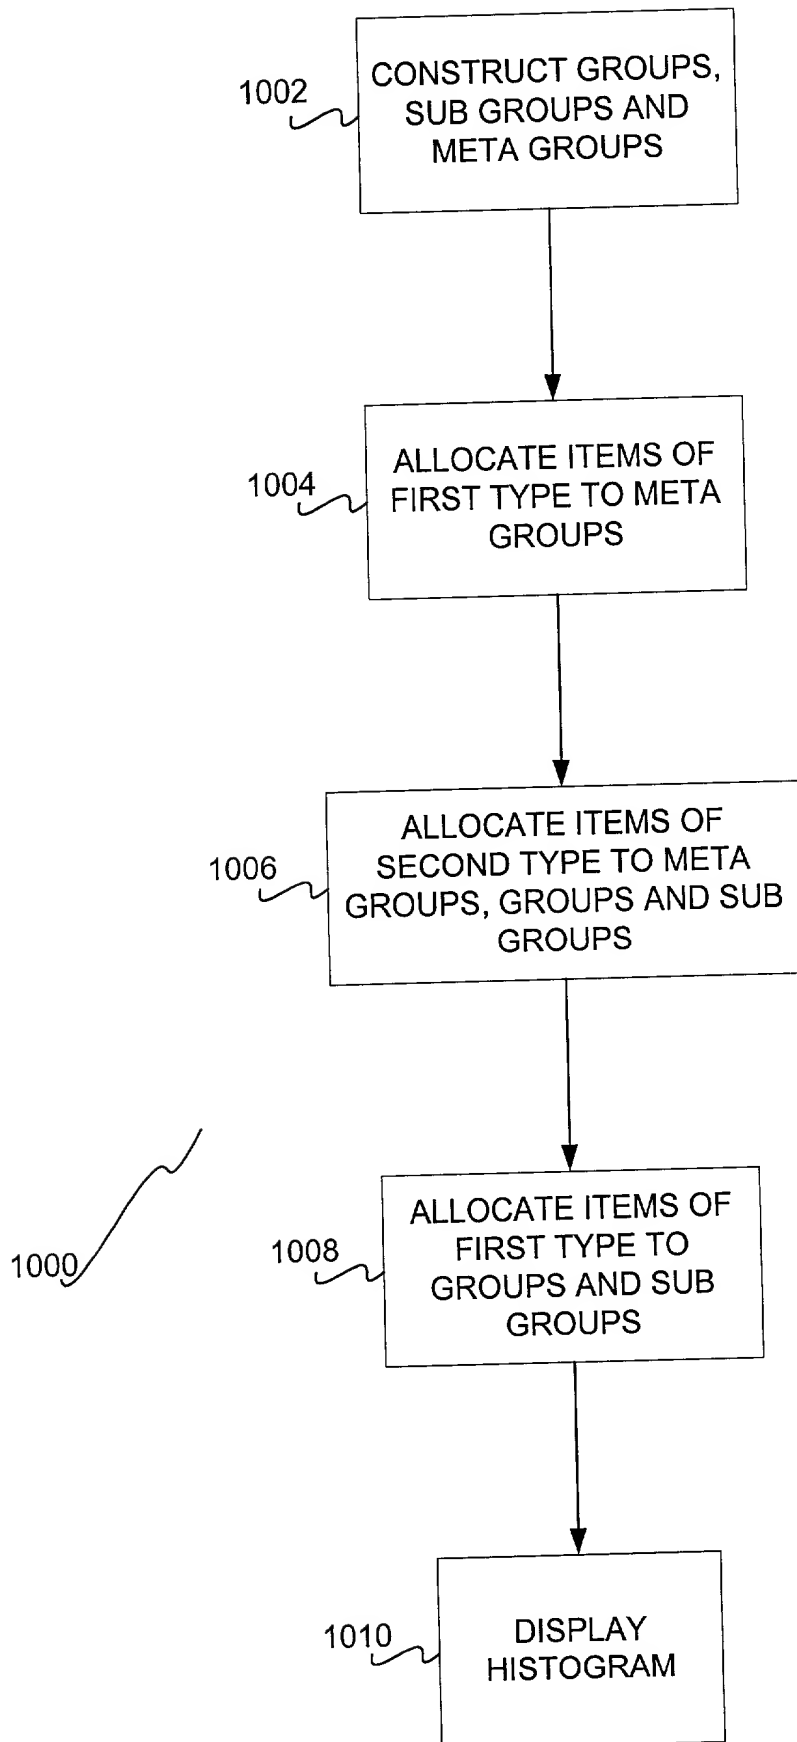 1002
CONSTRUCT GROUPS,
SUB GROUPS AND
META GROUPS
1004
ALLOCATE ITEMS OF
FIRST TYPE TO META
GROUPS
1006
ALLOCATE ITEMS OF
SECOND TYPE TO META
GROUPS, GROUPS AND SUB
GROUPS
1000
1008
ALLOCATE ITEMS OF
FIRST TYPE TO
GROUPS AND SUB
GROUPS
1010
DISPLAY
HISTOGRAM